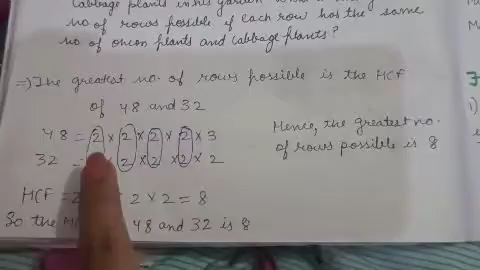 cabbage plants in his garden
no of rows possible if each row has the same
no of onion plants and cabbage plants?
=> The greatest no. of rows possible is the HCF
of 48 and 32
48 = 2 × 2 × 2 × 2 × 3
32 × 2 × 2 × 2 × 2
HCF = 2 × 2 = 8
So the 48 and 32 is 8
Hence, the greatest no.
of rows possible is 8
i)